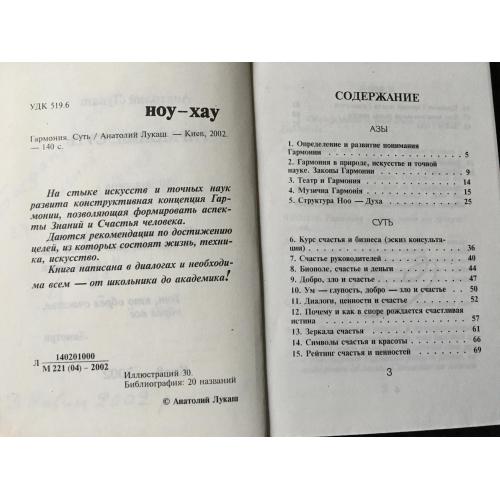 УДК 519.6
ноу-хау
Гармония. Суть / Анатолий Лукаш. — Киев, 2002.
— 140 с.
На стыке искусств и точных наук
развита конструктивная концепция Гар-
монии, позволяющая формировать аспек-
ты Знаний и Счастья человека.
Даются рекомендации по достижению
целей, из которых состоят жизнь, техни-
ка, искусство.
Книга написана в диалогах и необходи-
ма всем — от школьника до академика!
Л 140201000
М 221 (04) — 2002
Иллюстраций 30.
Библиография: 20 названий
© Анатолий Лукаш
СОДЕРЖАНИЕ
АЗЫ
1. Определение и развитие понимания
Гармонии 5
2. Гармония в природе, искусстве и точной
науке. Законы Гармонии 9
3. Театр и Гармония 14
4. Музична Гармонія 15
5. Структура Ноо — Духа 25
СУТЬ
6. Курс счастья и бизнеса (эскиз консульта-
ции) 36
7. Счастье руководителей 40
8. Биополе, счастье и деньги 44
9. Добро, зло и счастье 47
10. Ум — глупость, добро — зло и счастье 50
11. Диалоги, ценности и счастье 52
12. Почему и как в споре рождается счастливая
истина 57
13. Зеркала счастья 61
14. Символы счастья и красоты 66
15. Рейтинг счастья и ценностей 69
3